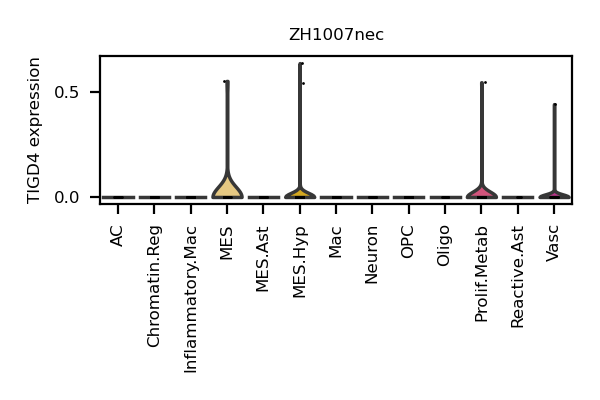 ZH1007nec
TIGD4 expression
0.5
0.0
AC
Chromatin.Reg
Inflammatory.Mac
MES
MES.Ast
MES.Hyp
Mac
Neuron
OPC
Oligo
Prolif.Metab
Reactive.Ast
Vasc